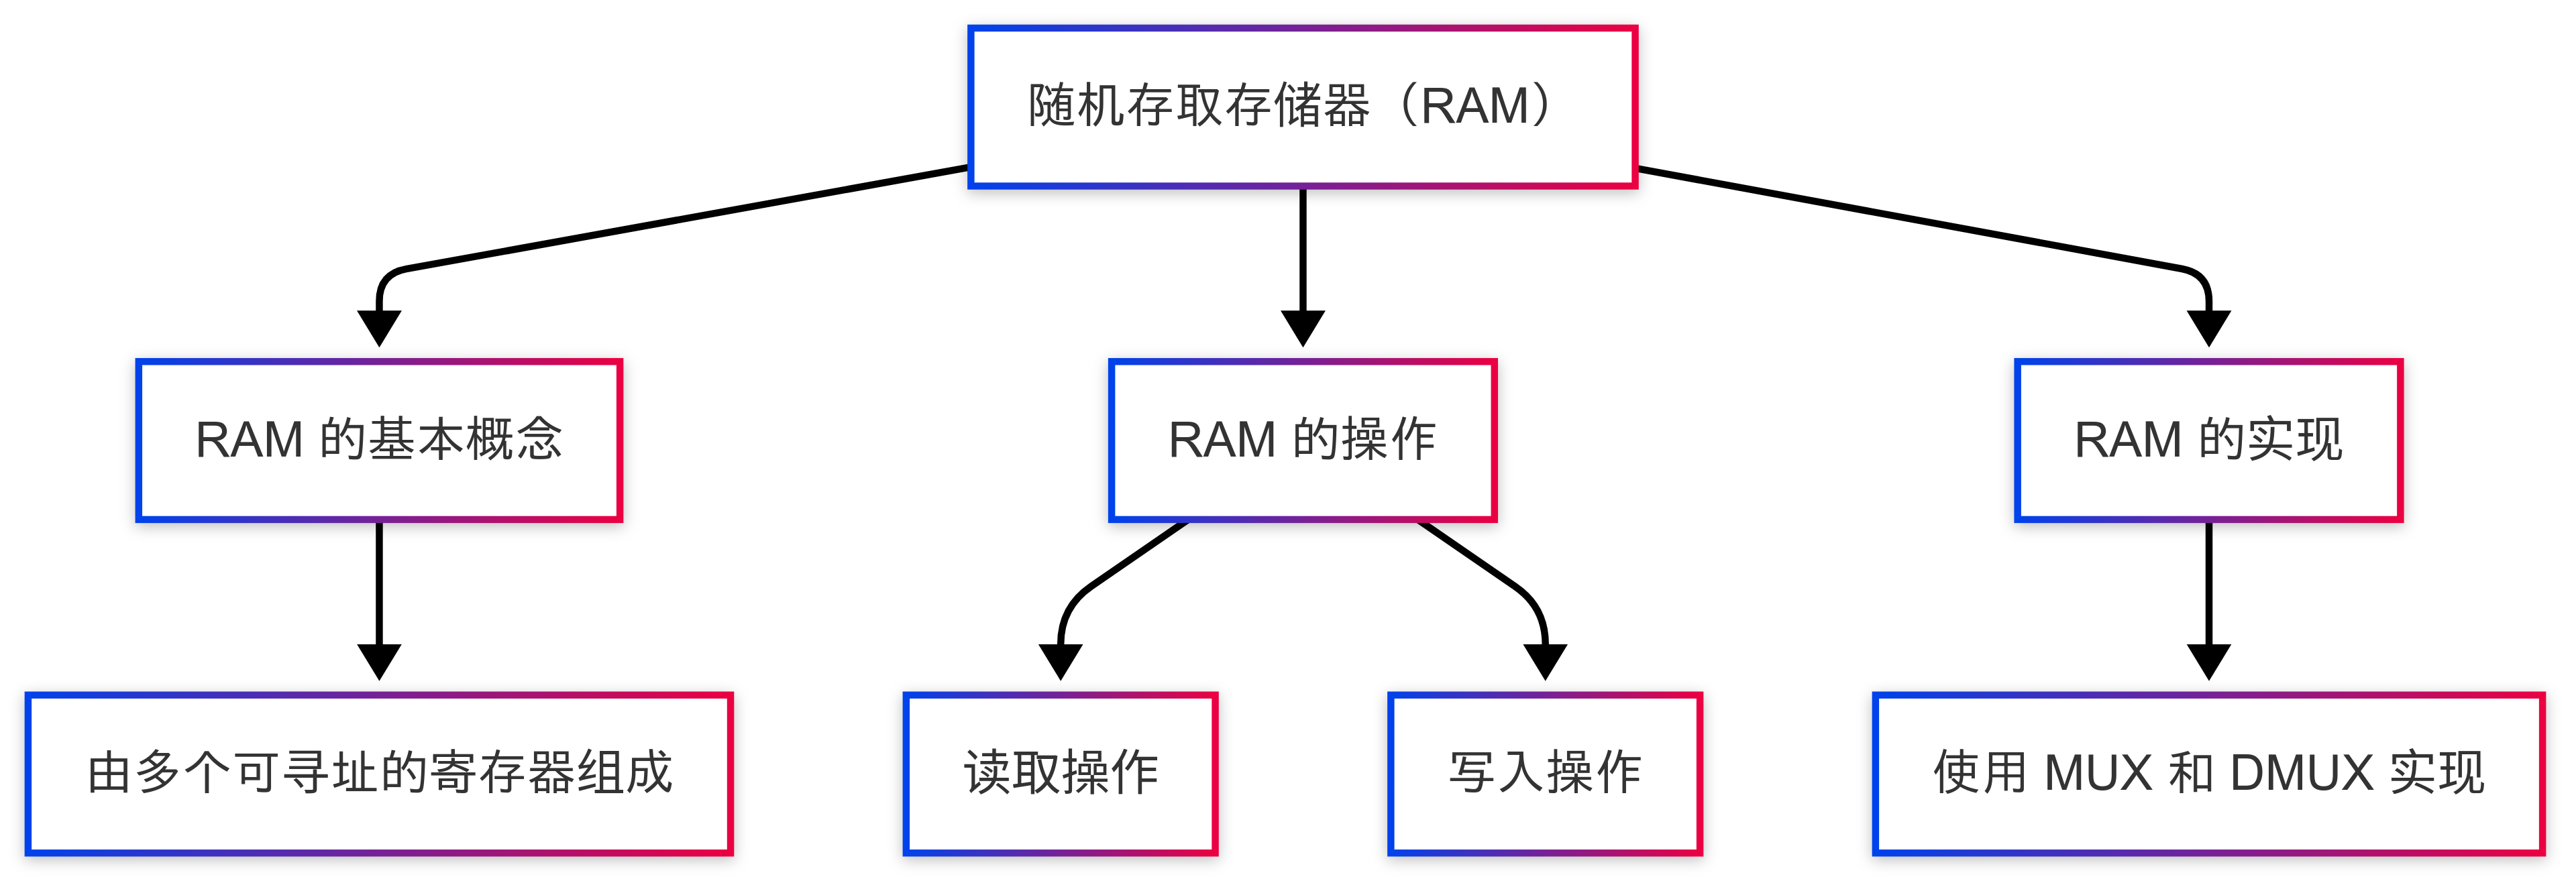 随机存取存储器（RAM）
RAM 的基本概念
RAM 的操作
RAM 的实现
由多个可寻址的寄存器组成
读取操作
写入操作
使用 MUX 和 DMUX 实现